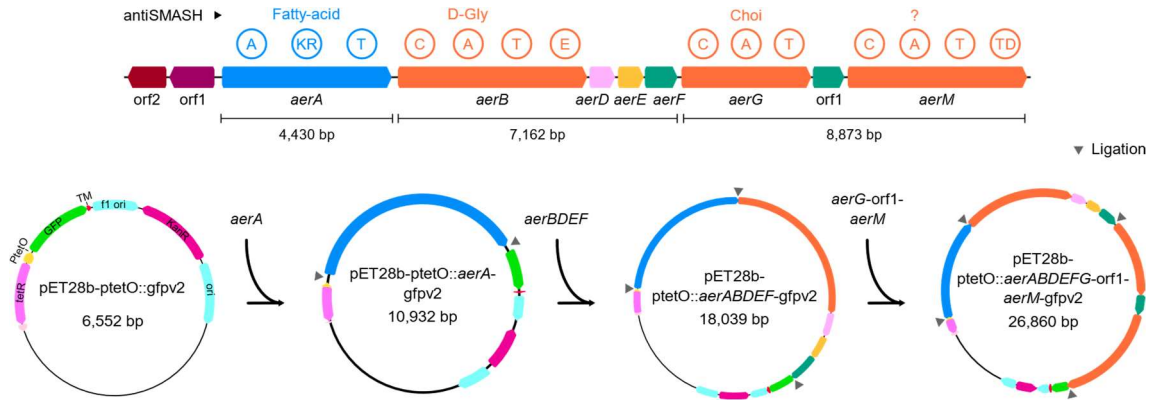 antiSMASH
Fatty-acid
D-Gly
Choi
?
A KR T
C A T E
C A T
C A T TD
orf2 orf1 aerA aerB aerD aerE aerF aerG orf1 aerM
4,430 bp
7,162 bp
8,873 bp
Ligation
TM
f1 ori
KanR
ori
GFP
PtetO
tetR
pET28b-ptetO::gfpv2
6,552 bp
aerA
pET28b-ptetO::aerA-
gfpv2
10,932 bp
aerBDEF
pET28b-
ptetO::aerABDEF-gfpv2
18,039 bp
aerG-orf1-
aerM
pET28b-
ptetO::aerABDEFG-orf1-
aerM-gfpv2
26,860 bp